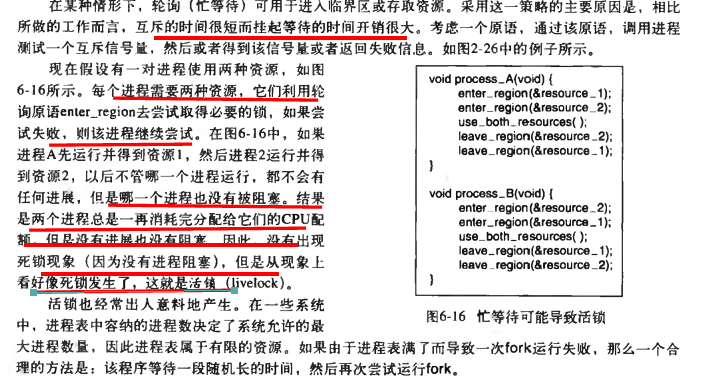 在某种情形下，轮询（忙等待）可用于进入临界区或存取资源。采用这一策略的主要原因是，相比
所做的工作而言，互斥的时间很短而挂起等待的时间开销很大。考虑一个原语，通过该原语，调用进程
测试一个互斥信号量，然后或者得到该信号量或者返回失败信息。如图2-26中的例子所示。
现在假设有一对进程使用两种资源，如图
6-16所示。每个进程需要两种资源，它们利用轮
询原语enter_region去尝试取得必要的锁，如果尝
试失败，则该进程继续尝试。在图6-16中，如果
进程A先运行并得到资源1，然后进程2运行并得
到资源2，以后不管哪一个进程运行，都不会有
任何进展，但是哪一个进程也没有被阻塞。结果
是两个进程总是一再消耗完分配给它们的CPU配
额，但是没有进展也没有阻塞。因此，没有出现
死锁现象（因为没有进程阻塞），但是从现象上
看好像死锁发生了，这就是活锁（livelock）。
void process_A(void) {
enter_region(&resource_1);
enter_region(&resource_2);
use_both_resources( );
leave_region(&resource_2);
leave_region(&resource_1);
}
void process_B(void) {
enter_region(&resource_2);
enter_region(&resource_1);
use_both_resources( );
leave_region(&resource_1);
leave_region(&resource_2);
}
图6-16 忙等待可能导致活锁
活锁也经常出人意料地产生。在一些系统
中，进程表中容纳的进程数决定了系统允许的最
大进程数量，因此进程表属于有限的资源。如果由于进程表满了而导致一次fork运行失败，那么一个合
理的方法是：该程序等待一段随机长的时间，然后再次尝试运行fork。